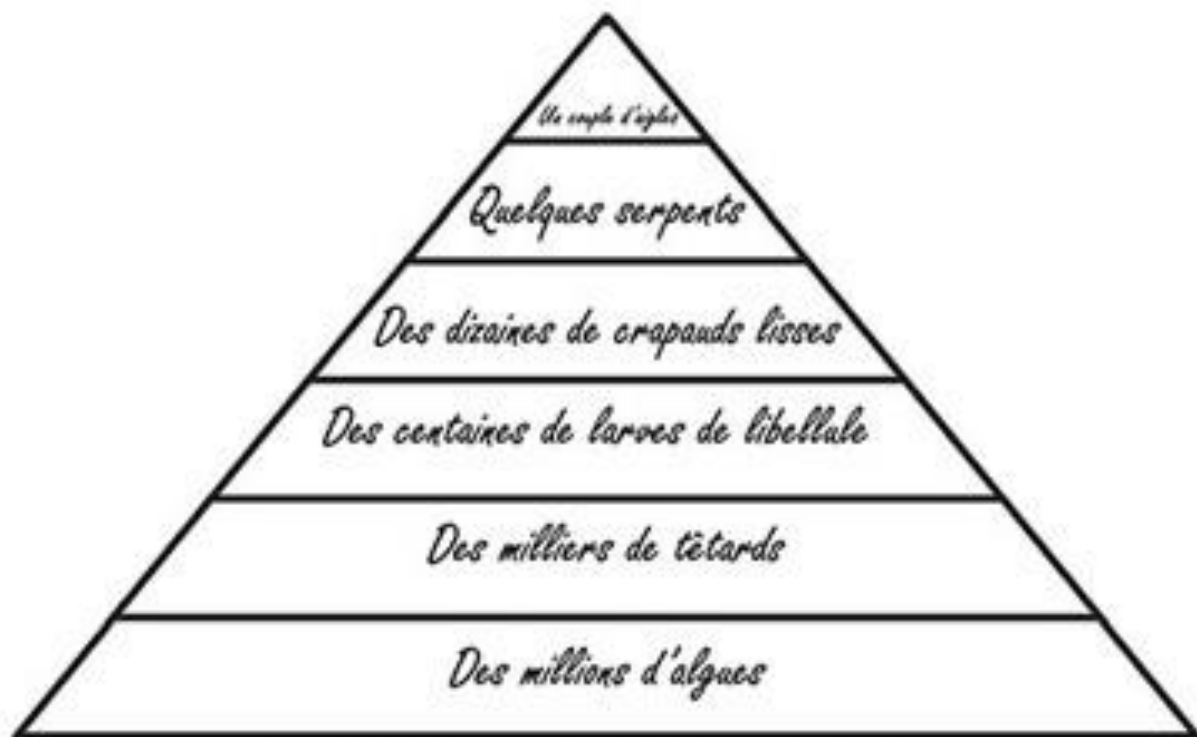 Un couple d'aigles
Quelques serpents
Des dizaines de crapauds lisses
Des centaines de larves de libellule
Des milliers de têtards
Des millions d'algues